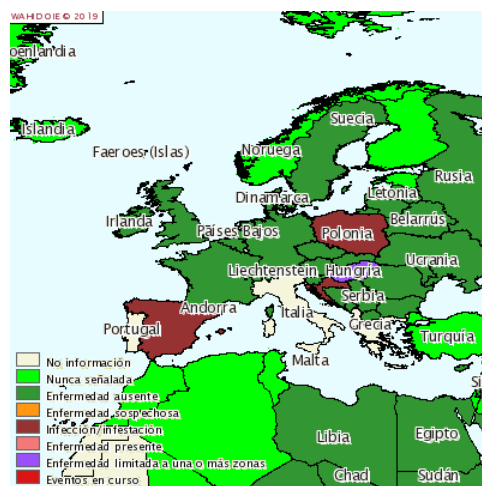 WAHID OIE © 2019
oenlandia
Islandia
Suecia
Noruega
Faeroes (Islas)
Rusia
Dinamarca
Letonia
Irlanda
Belarrús
Países Bajos
Polonia
Ucrania
Liechtenstein Hungría
Serbia
Andorra
Italia
Grecia
Portugal
Turquía
Malta
No información
Nunca señalada
Enfermedad ausente
Enfermedad sospechosa
Infección/infestación
Enfermedad presente
Enfermedad limitada a una o más zonas
Eventos en curso
Si
Libia
Egipto
Chad
Sudán